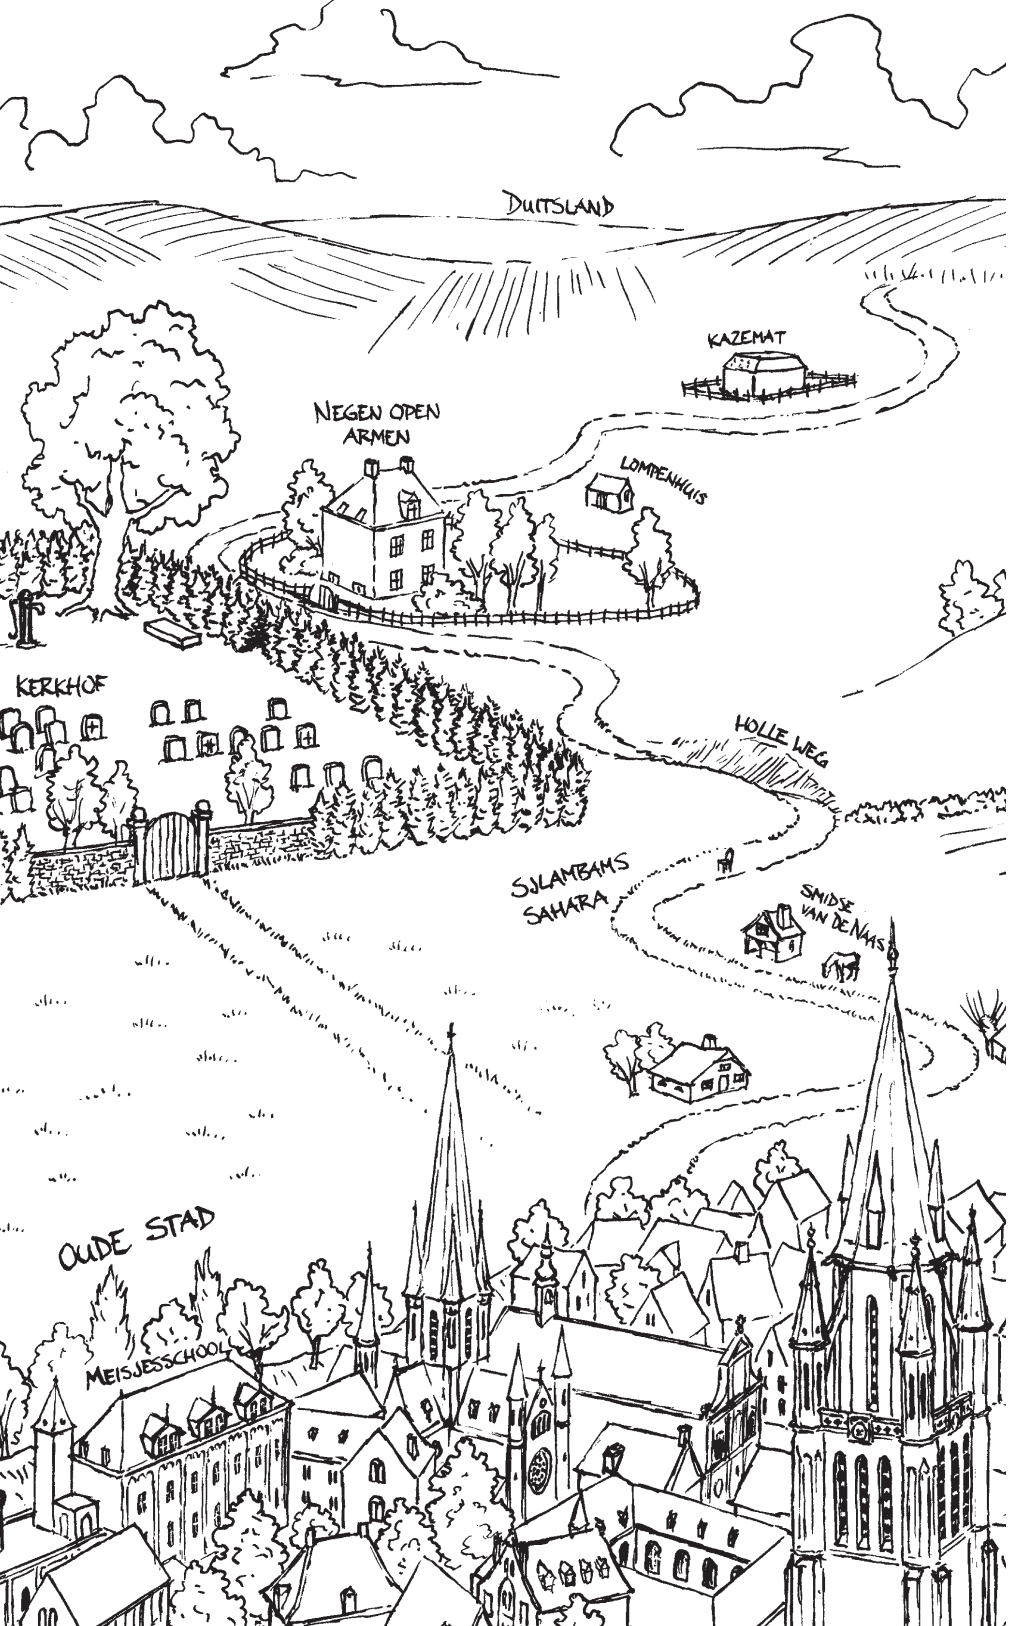 DUITSLAND
KAZEMAT
NEGEN OPEN
ARMEN
LOMPENHUIS
KERKHOF
HOLLE WEG
SJLAMBAMS
SAHARA
SMIDSE
VAN DE NAAS
OUDE STAD
MEISJESSCHOOL